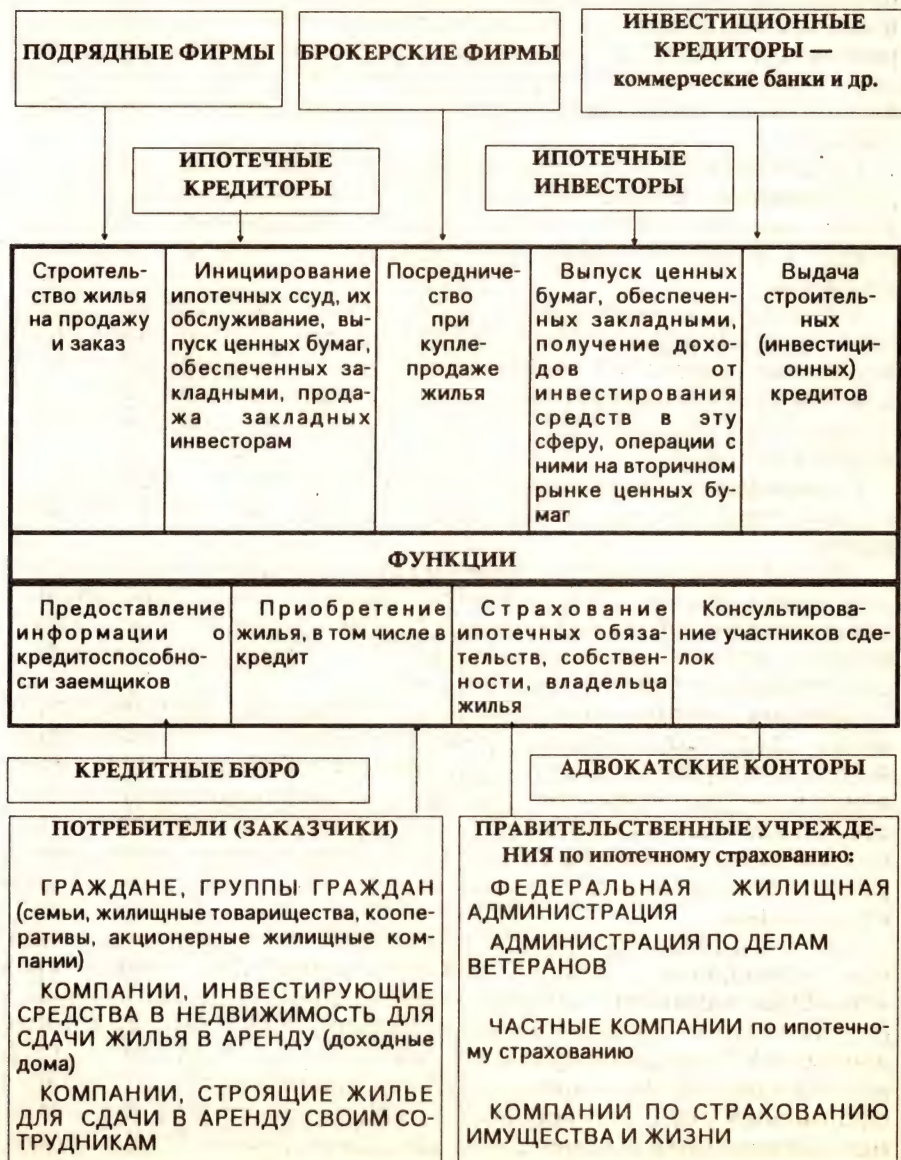 ПОДРЯДНЫЕ ФИРМЫ
БРОКЕРСКИЕ ФИРМЫ
ИНВЕСТИЦИОННЫЕ
КРЕДИТОРЫ —
коммерческие банки и др.
ИПОТЕЧНЫЕ
КРЕДИТОРЫ
ИПОТЕЧНЫЕ
ИНВЕСТОРЫ
Строитель-
ство жилья
на продажу
и заказ
Инициирование
ипотечных ссуд, их
обслуживание, вы-
пуск ценных бумаг,
обеспеченных за-
кладными, прода-
жа закладных
инвесторам
Посредниче-
ство
при
купле-
продаже
жилья
Выпуск ценных
бумаг, обеспечен-
ных закладными,
получение дохо-
дов от
инвестирования
средств в эту
сферу, операции с
ними на вторичном
рынке ценных бу-
маг
Выдача
строитель-
ных
(инвестици-
онных)
кредитов
ФУНКЦИИ
Предоставление
информации о
кредитоспособно-
сти заемщиков
Приобретение
жилья, в том числе в
кредит
Страхование
ипотечных обяза-
тельств, собствен-
ности, владельца
жилья
Консультирова-
ние участников сде-
лок
КРЕДИТНЫЕ БЮРО
АДВОКАТСКИЕ КОНТОРЫ
ПОТРЕБИТЕЛИ (ЗАКАЗЧИКИ)
ГРАЖДАНЕ, ГРУППЫ ГРАЖДАН
(семьи, жилищные товарищества, коопе-
ративы, акционерные жилищные ком-
пании)
КОМПАНИИ, ИНВЕСТИРУЮЩИЕ
СРЕДСТВА В НЕДВИЖИМОСТЬ ДЛЯ
СДАЧИ ЖИЛЬЯ В АРЕНДУ (доходные
дома)
КОМПАНИИ, СТРОЯЩИЕ ЖИЛЬЕ
ДЛЯ СДАЧИ В АРЕНДУ СВОИМ СО-
ТРУДНИКАМ
ПРАВИТЕЛЬСТВЕННЫЕ УЧРЕЖДЕ-
НИЯ по ипотечному страхованию:
ФЕДЕРАЛЬНАЯ ЖИЛИЩНАЯ
АДМИНИСТРАЦИЯ
АДМИНИСТРАЦИЯ ПО ДЕЛАМ
ВЕТЕРАНОВ
ЧАСТНЫЕ КОМПАНИИ по ипотечно-
му страхованию
КОМПАНИИ ПО СТРАХОВАНИЮ
ИМУЩЕСТВА И ЖИЗНИ